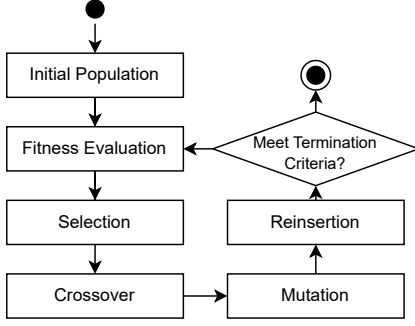 Initial Population
Fitness Evaluation
Selection
Crossover
Mutation
Reinsertion
Meet Termination
Criteria?